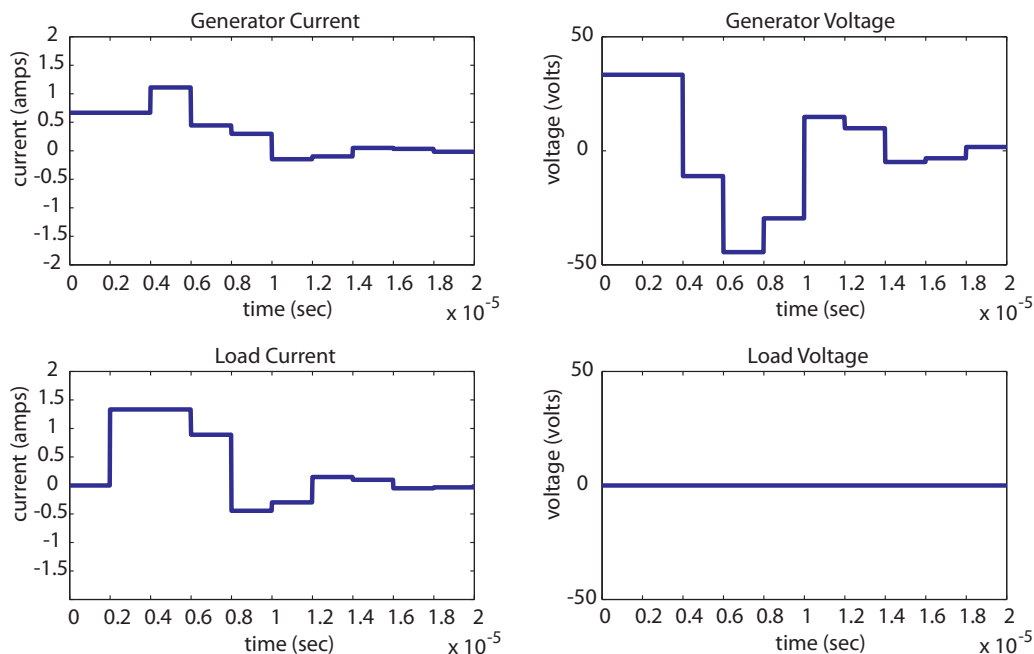 Generator Current
2
1.5
1
0.5
0
-0.5
-1
-1.5
-2
current (amps)
0 0.2 0.4 0.6 0.8 1 1.2 1.4 1.6 1.8 2
time (sec)
x 10-5
Generator Voltage
50
0
-50
voltage (volts)
0 0.2 0.4 0.6 0.8 1 1.2 1.4 1.6 1.8 2
time (sec)
x 10-5
Load Current
2
1.5
1
0.5
0
-0.5
-1
-1.5
current (amps)
0 0.2 0.4 0.6 0.8 1 1.2 1.4 1.6 1.8 2
time (sec)
x 10-5
Load Voltage
50
0
-50
voltage (volts)
0 0.2 0.4 0.6 0.8 1 1.2 1.4 1.6 1.8 2
time (sec)
x 10-5